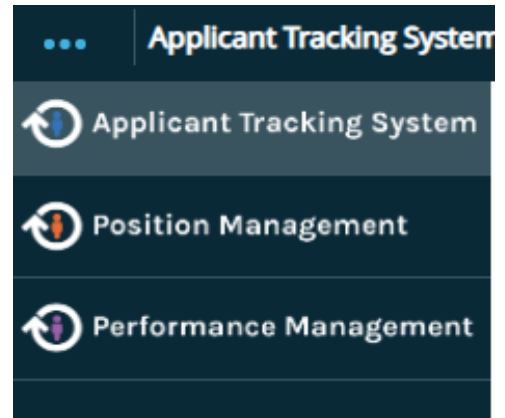 Applicant Tracking System
Applicant Tracking System
Position Management
Performance Management